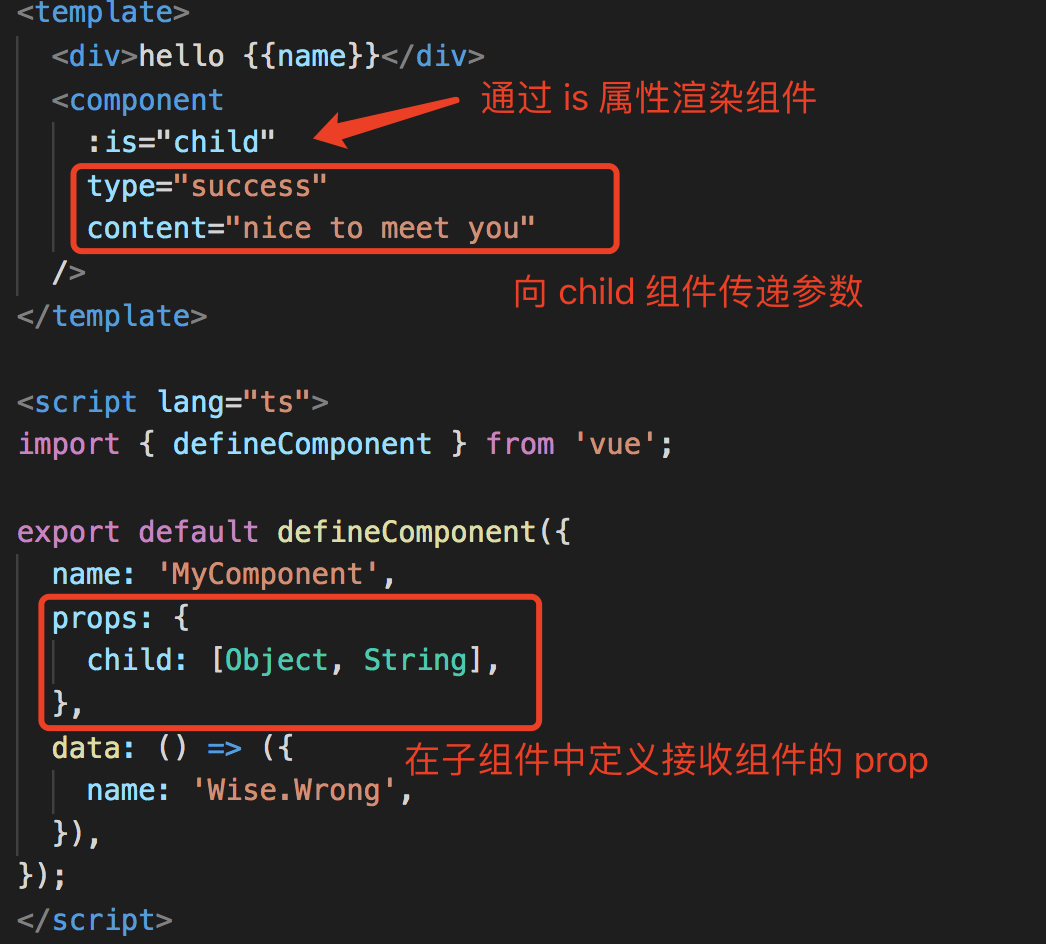 <template>
<div>hello {{name}}</div>
<component
通过 is 属性渲染组件
:is="child"
type="success"
content="nice to meet you"
/>
向 child 组件传递参数
</template>
<script lang="ts">
import { defineComponent } from 'vue';
export default defineComponent({
name: 'MyComponent',
props: {
child: [Object, String],
},
data: () => ({
在子组件中定义接收组件的 prop
name: 'Wise.Wrong',
}),
});
</script>